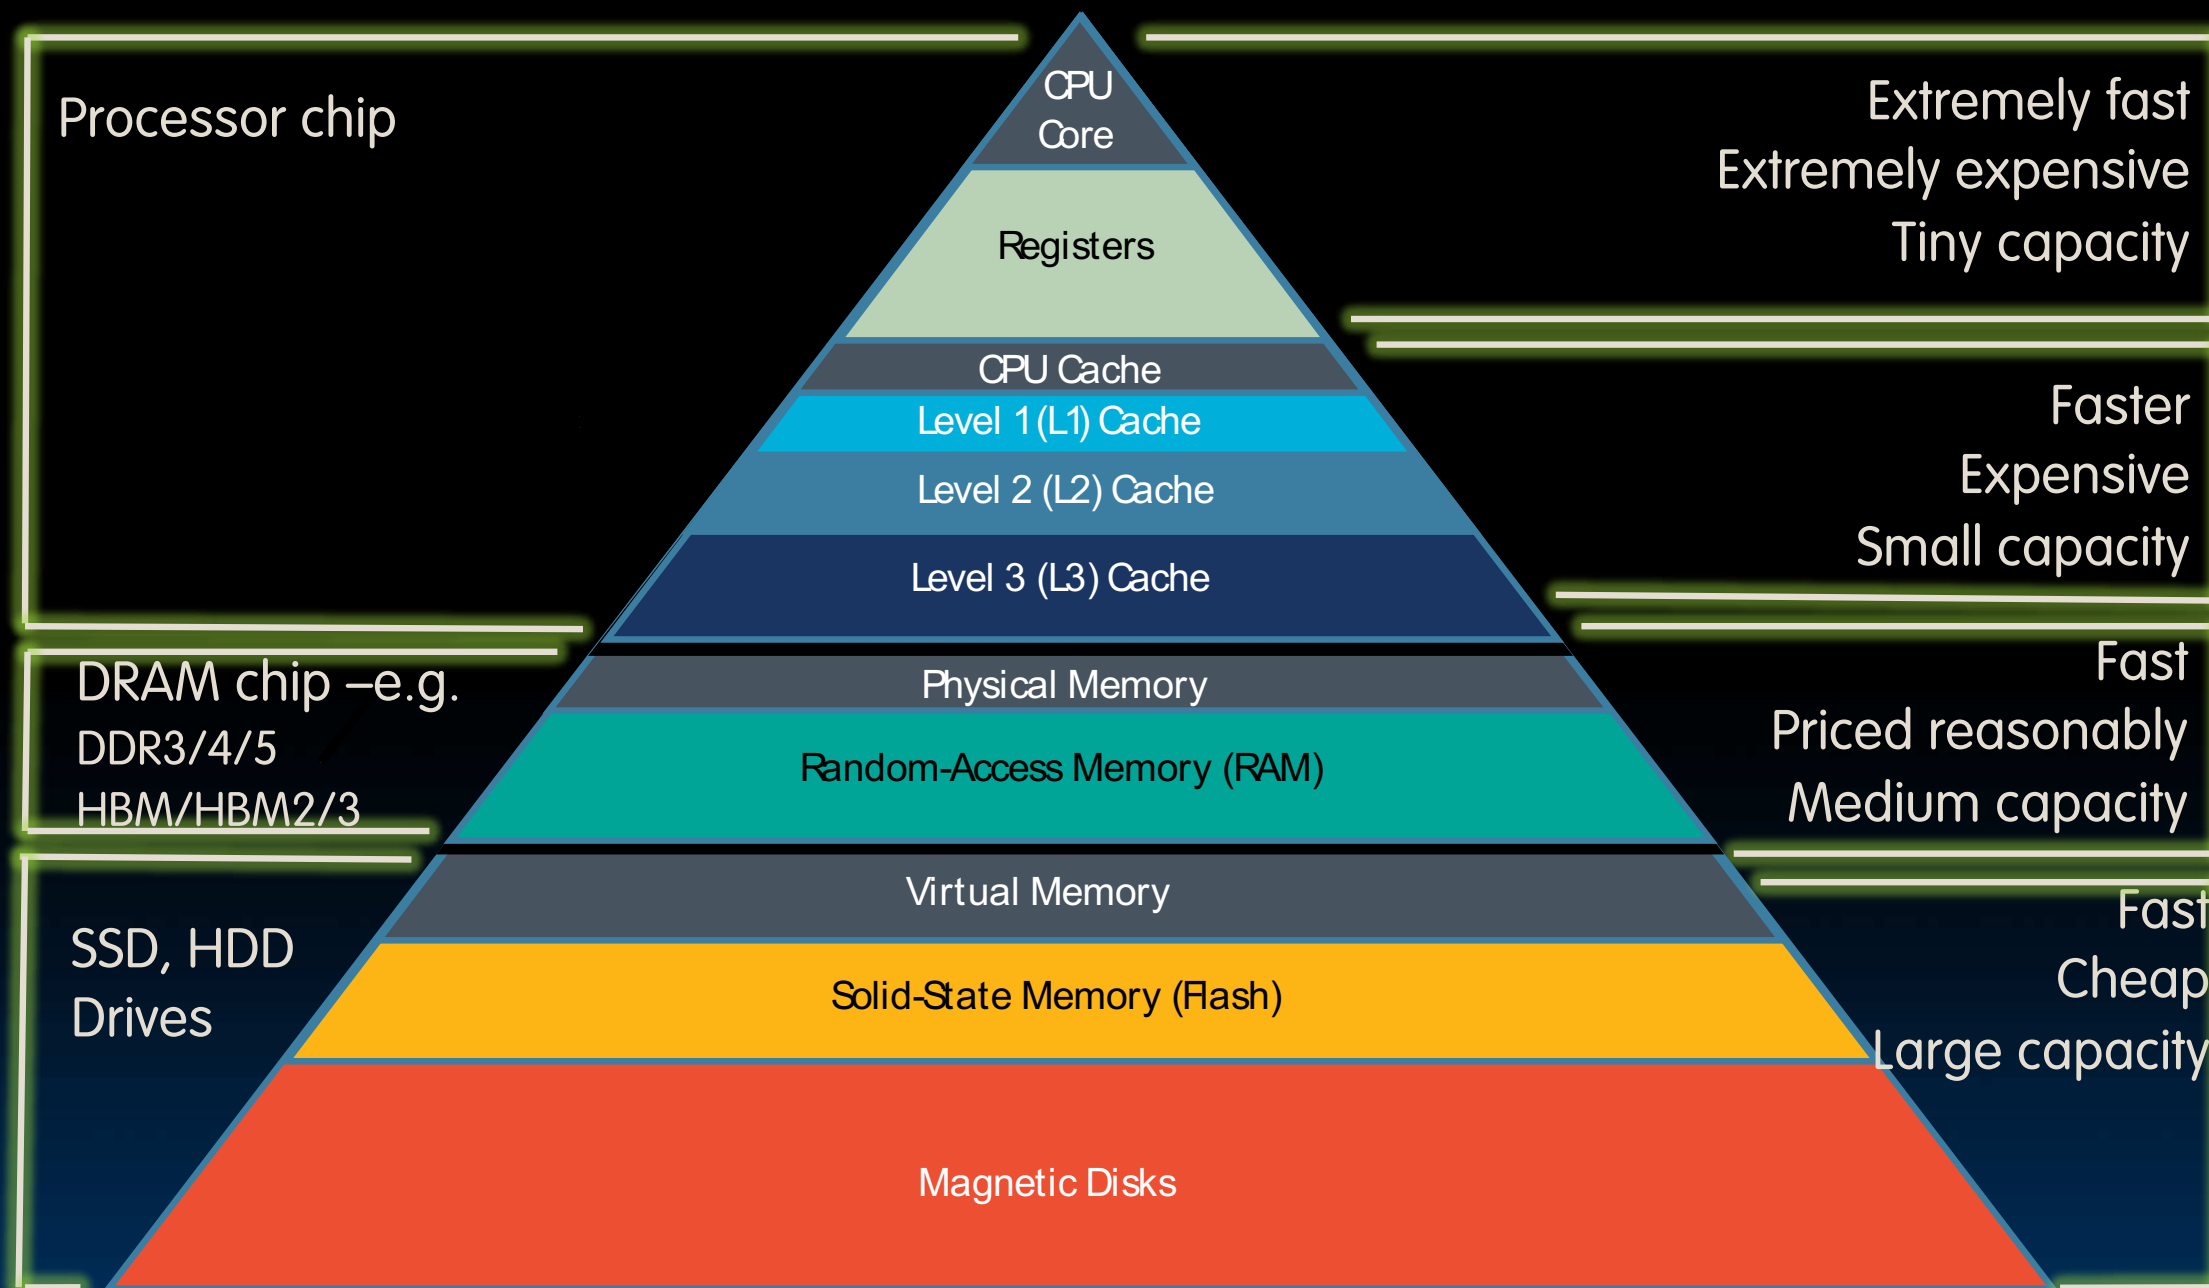 Processor chip
CPU
Core
Registers
Extremely fast
Extremely expensive
Tiny capacity
CPU Cache
Level 1 (L1) Cache
Level 2 (L2) Cache
Level 3 (L3) Cache
Faster
Expensive
Small capacity
DRAM chip –e.g.
DDR3/4/5
HBM/HBM2/3
Physical Memory
Random-Access Memory (RAM)
Fast
Priced reasonably
Medium capacity
SSD, HDD
Drives
Virtual Memory
Solid-State Memory (Flash)
Magnetic Disks
Fast
Cheap
Large capacity